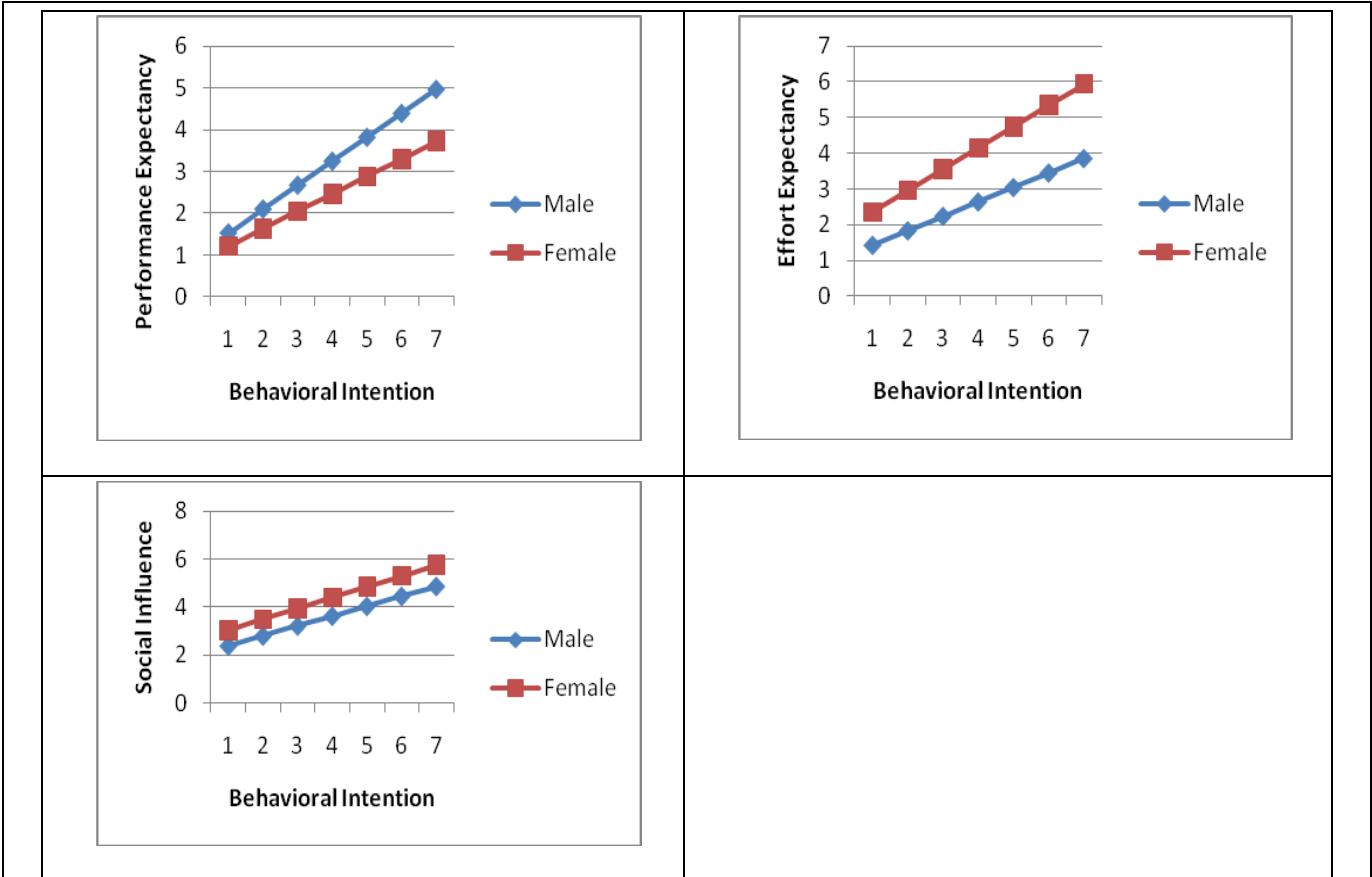 Performance Expectancy
6
5
4
3
2
1
0
1 2 3 4 5 6 7
Behavioral Intention
Male
Female
Effort Expectancy
7
6
5
4
3
2
1
0
1 2 3 4 5 6 7
Behavioral Intention
Male
Female
Social Influence
8
6
4
2
0
1 2 3 4 5 6 7
Behavioral Intention
Male
Female